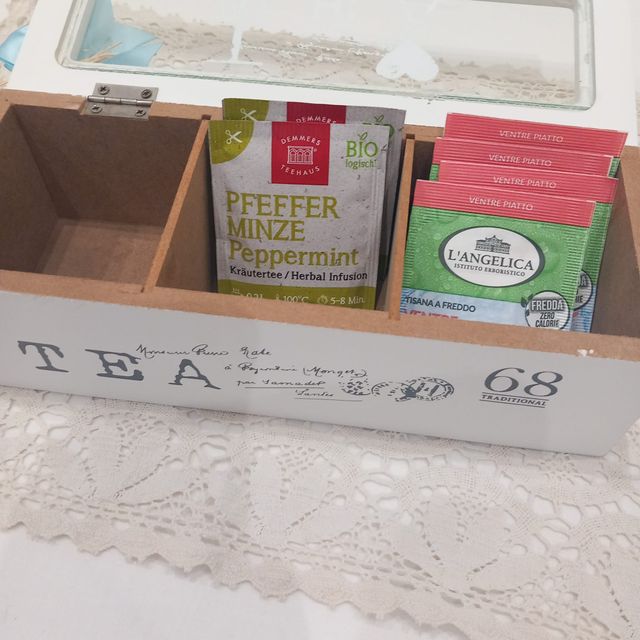 DEMMERS
DEMMERS
TEEHAUS
BIO
logisch
PFEFFER
MINZE
Peppermint
Kräutertee / Herbal Infusion
100°C 5-8 Min.
VENTRE PIATTO
VENTRE PIATTO
VENTRE PIATTO
VENTRE PIATTO
L'ANGELICA
ISTITUTO ERBORISTICO
TISANA A FREDDO
FREDDA
ZERO
CALORIE
TEA
68
TRADITIONAL